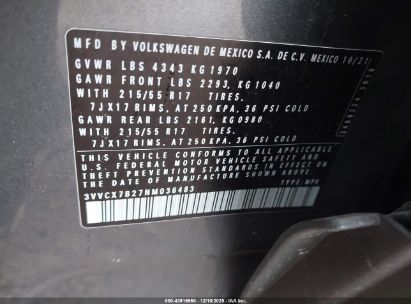 MFD BY VOLKSWAGEN DE MEXICO S.A. DE C.V. MEXICO 10/21
GVWR LBS 4343 KG 1970
GAWR FRONT LBS 2293, KG 1040
WITH 215/55 R17 TIRES.
7JX17 RIMS, AT 250 KPA, 36 PSI COLD
GAWR REAR LBS 2161, KG0980
WITH 215/55 R17 TIRES.
7JX17 RIMS, AT 250 KPA, 36 PSI COLD
THIS VEHICLE CONFORMS TO ALL APPLICABLE
U.S. FEDERAL MOTOR VEHICLE SAFETY AND
THEFT PREVENTION STANDARDS IN EFFECT ON
THE DATE OF MANUFACTURE SHOWN ABOVE.
3VVCX7B27NM036483 TYPE: MPV
12/10/2025